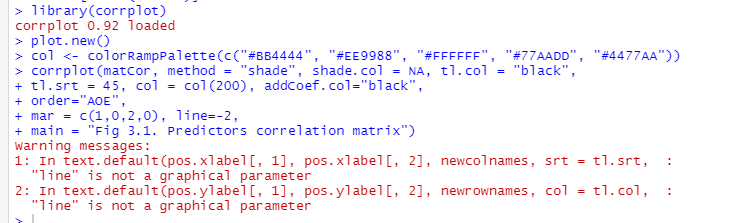 > library(corrplot)
corrplot 0.92 loaded
> plot.new()
> col <- colorRampPalette(c("#BB4444", "#EE9988", "#FFFFFF", "#77AADD", "#4477AA"))
> corrplot(matCor, method = "shade", shade.col = NA, tl.col = "black",
+ tl.srt = 45, col = col(200), addCoef.col="black",
+ order="AOE",
+ mar = c(1,0,2,0), line=-2,
+ main = "Fig 3.1. Predictors correlation matrix")
Warning messages:
1: In text.default(pos.xlabel[, 1], pos.xlabel[, 2], newcolnames, srt = tl.srt,  :
  "line" is not a graphical parameter
2: In text.default(pos.ylabel[, 1], pos.ylabel[, 2], newrownames, col = tl.col,  :
  "line" is not a graphical parameter
>